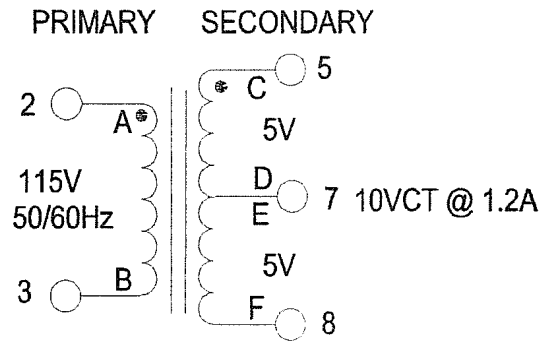 PRIMARY SECONDARY
5
C
2
A
5V
115V
D
7 10VCT @ 1.2A
50/60Hz
E
5V
3
B
F
8